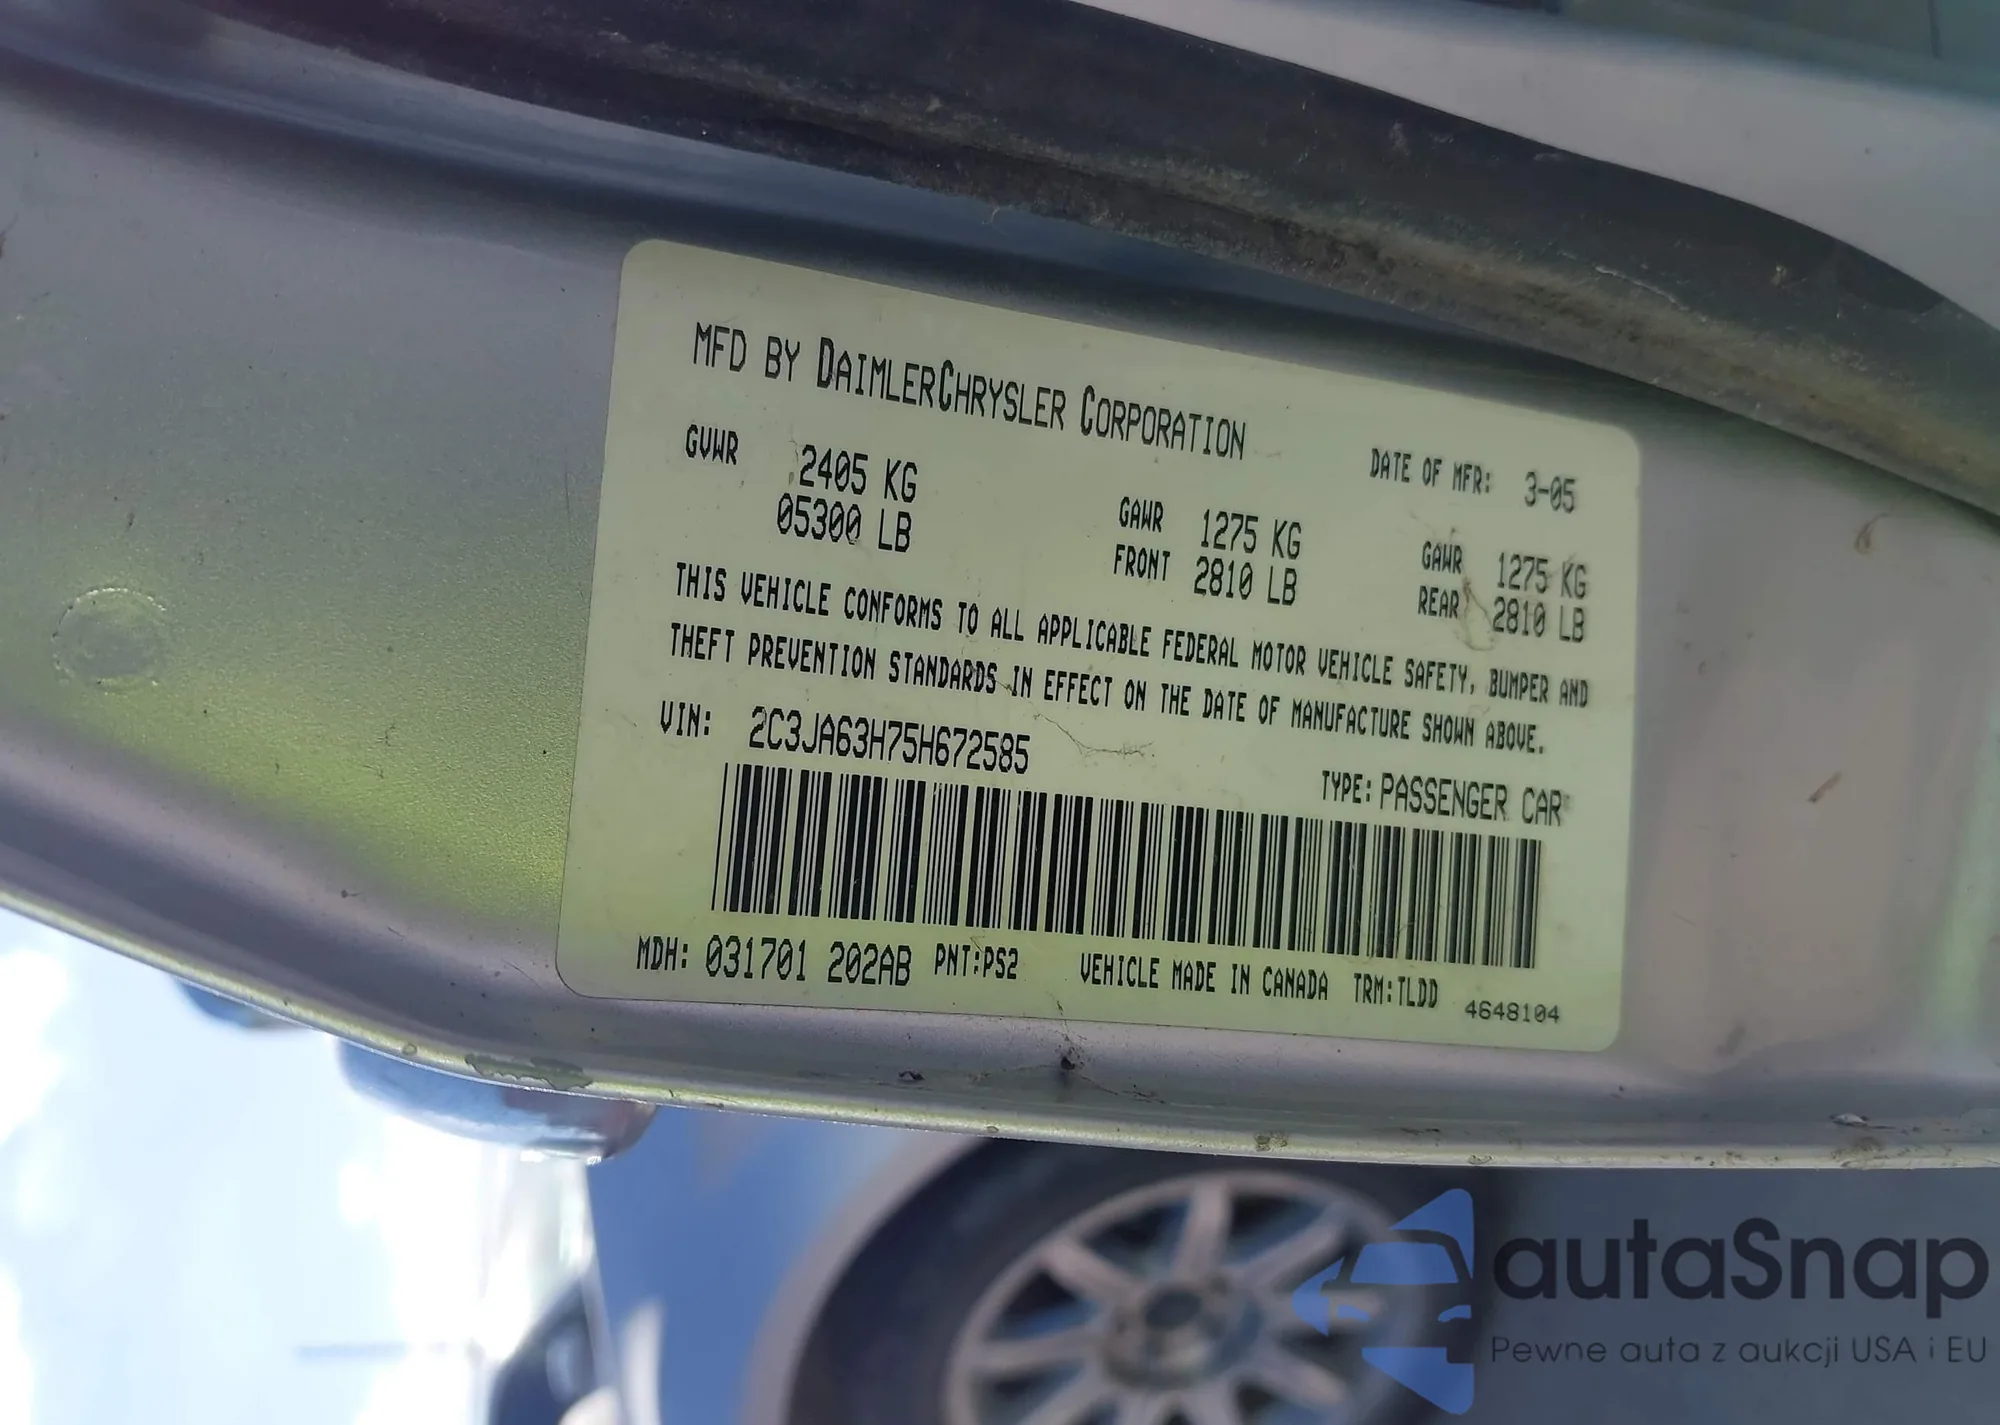 MFD BY DAIMLERCHRYSLER CORPORATION
DATE OF MFR: 3-05
GVWR 2405 KG
05300 LB
GAWR 1275 KG
FRONT 2810 LB
GAWR 1275 KG
REAR 2810 LB
THIS VEHICLE CONFORMS TO ALL APPLICABLE FEDERAL MOTOR VEHICLE SAFETY, BUMPER AND
THEFT PREVENTION STANDARDS IN EFFECT ON THE DATE OF MANUFACTURE SHOWN ABOVE.
VIN: 2C3JA63H75H672585
TYPE: PASSENGER CAR
MDH: 031701 202AB PNT:PS2 VEHICLE MADE IN CANADA TRM:TLDD 4648104
autaSnap
Pewne auta z aukcji USA i EU